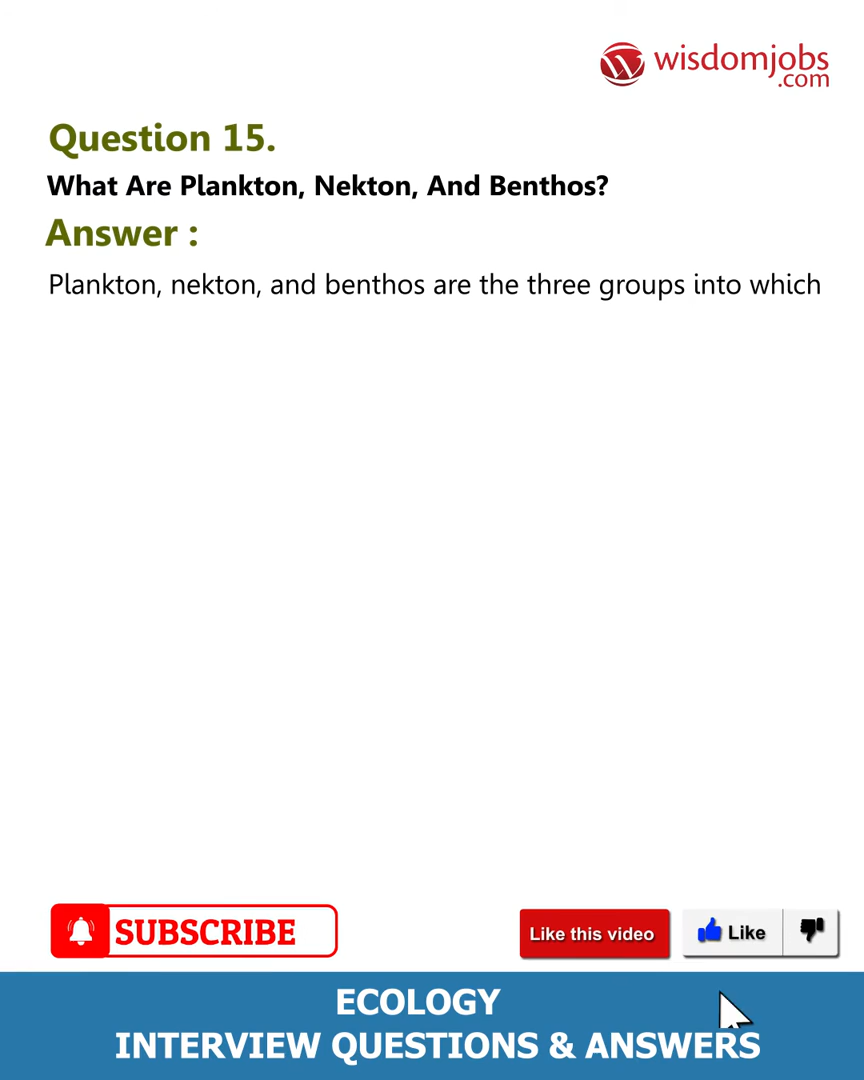 wisdomjobs
.com
Question 15.
What Are Plankton, Nekton, And Benthos?
Answer :
Plankton, nekton, and benthos are the three groups into which
SUBSCRIBE
Like this video
Like
ECOLOGY
INTERVIEW QUESTIONS & ANSWERS